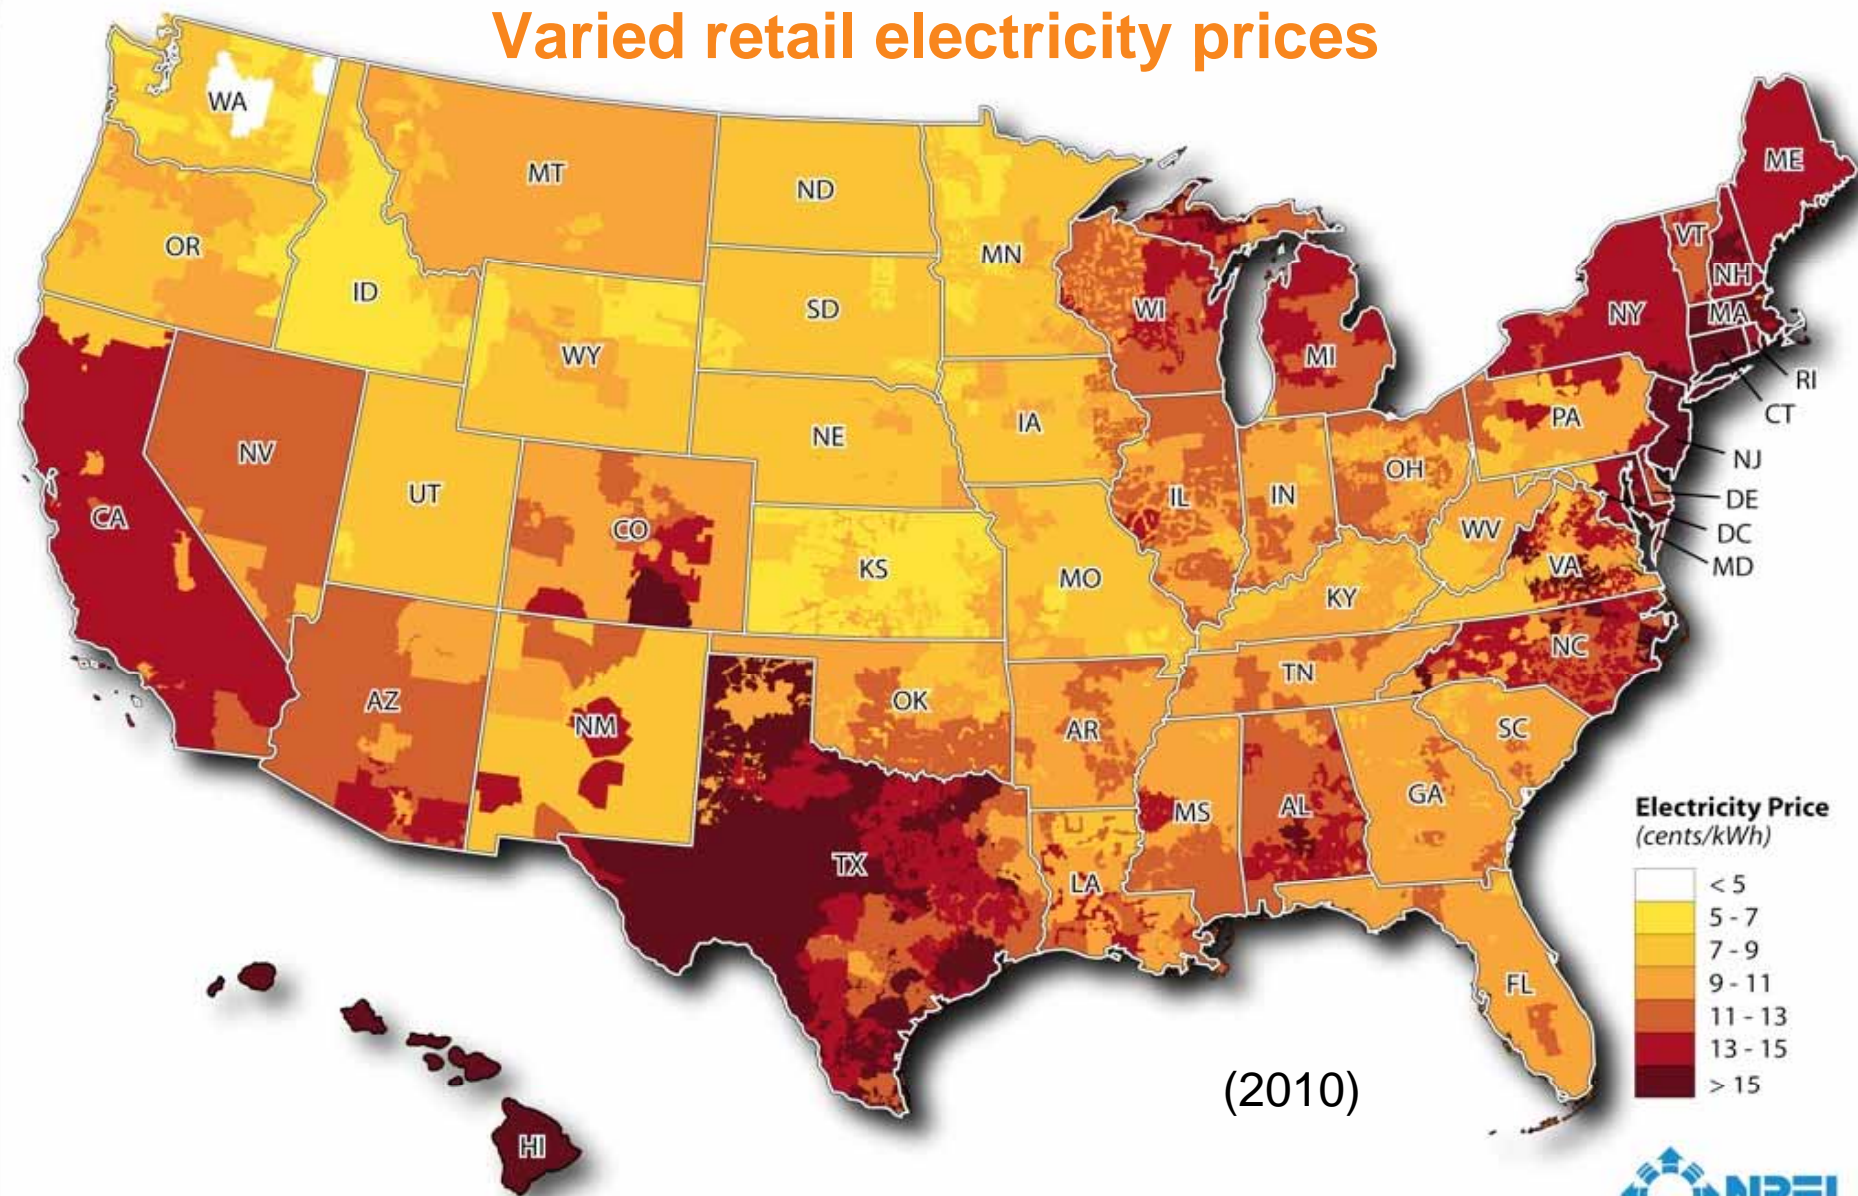 Varied retail electricity prices
WA
MT
ND
ME
OR
ID
MN
VT
NH
SD
WI
NY
MA
WY
MI
RI
CT
NE
IA
PA
NV
UT
CO
IL
IN
OH
NJ
DE
DC
MD
CA
KS
MO
WV
VA
KY
NC
TN
AZ
NM
OK
AR
SC
MS
AL
GA
TX
LA
FL
HI
Electricity Price
(cents/kWh)
< 5
5 - 7
7 - 9
9 - 11
11 - 13
13 - 15
> 15
(2010)
NREL